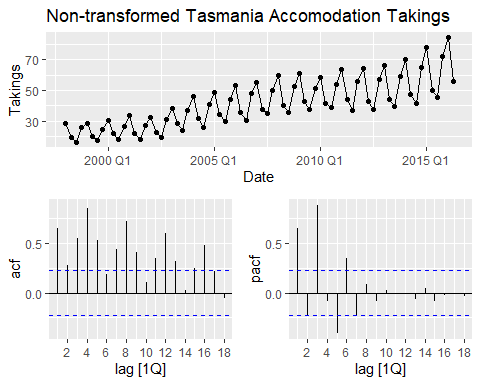 Non-transformed Tasmania Accomodation Takings
Takings
70
50
30
2000 Q1
2005 Q1
2010 Q1
2015 Q1
Date
acf
0.5
0.0
2 4 6 8 10 12 14 16 18
lag [1Q]
pacf
0.5
0.0
2 4 6 8 10 12 14 16 18
lag [1Q]